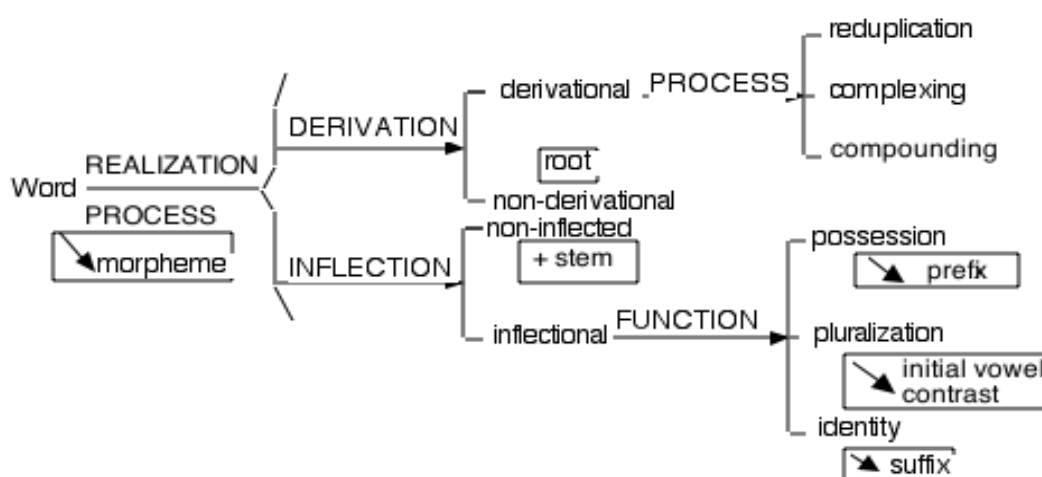 reduplication
derivational PROCESS complexing
DERIVATION
compounding
root
REALIZATION
Word
PROCESS
non-derivational
non-inflected
morpheme
INFLECTION
+ stem
possession
prefix
inflectional FUNCTION
pluralization
initial vowel
contrast
identity
suffix